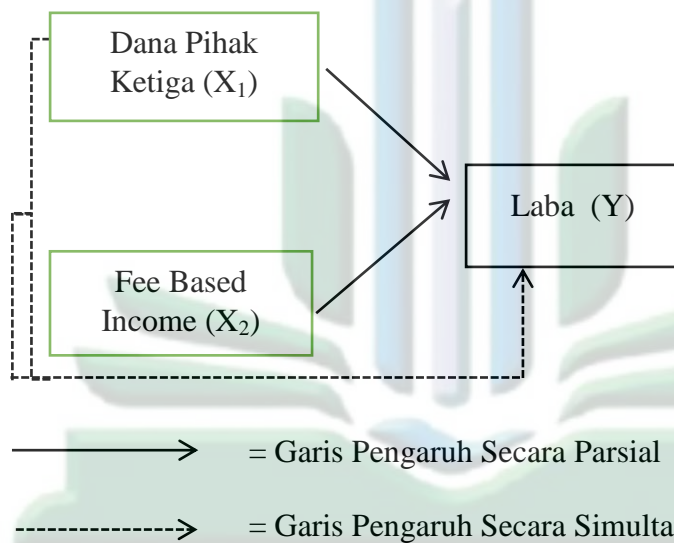 Dana Pihak
Ketiga (X₁)
Laba (Y)
Fee Based
Income (X₂)
= Garis Pengaruh Secara Parsial
= Garis Pengaruh Secara Simulta